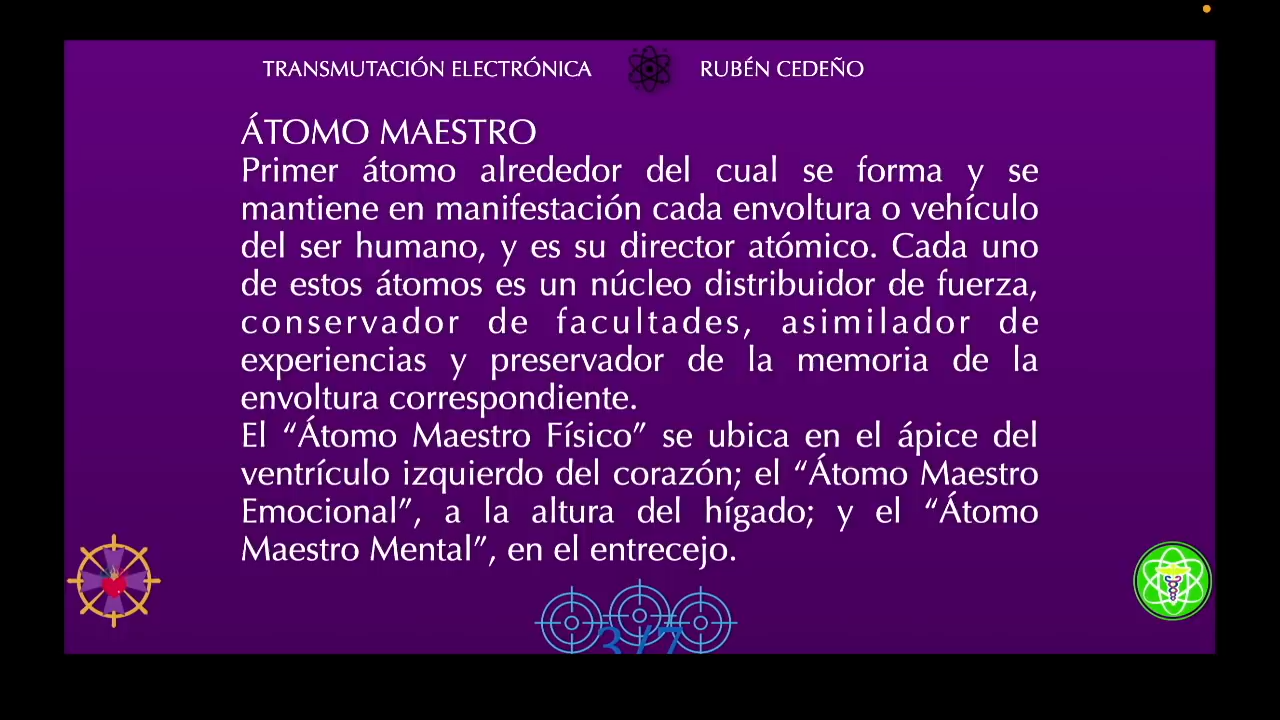 TRANSMUTACIÓN ELECTRÓNICA RUBÉN CEDEÑO
ÁTOMO MAESTRO
Primer átomo alrededor del cual se forma y se
mantiene en manifestación cada envoltura o vehículo
del ser humano, y es su director atómico. Cada uno
de estos átomos es un núcleo distribuidor de fuerza,
conservador de facultades, asimilador de
experiencias y preservador de la memoria de la
envoltura correspondiente.
El “Átomo Maestro Físico” se ubica en el ápice del
ventrículo izquierdo del corazón; el “Átomo Maestro
Emocional”, a la altura del hígado; y el “Átomo
Maestro Mental”, en el entrecejo.
3/7